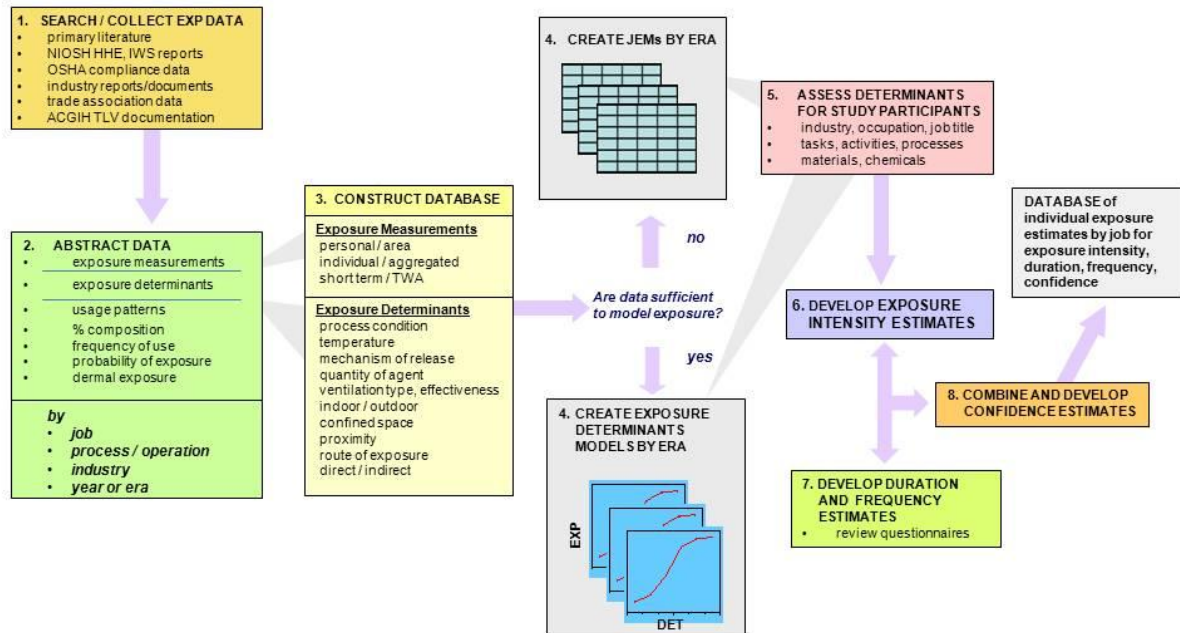 1. SEARCH / COLLECT EXP DATA
• primary literature
• NIOSH HHE, IWS reports
• OSHA compliance data
• industry reports/documents
• trade association data
• ACGIH TLV documentation
2. ABSTRACT DATA
• exposure measurements
• exposure determinants
• usage patterns
• % composition
• frequency of use
• probability of exposure
• dermal exposure
by
• job
• process / operation
• industry
• year or era
3. CONSTRUCT DATABASE
Exposure Measurements
personal / area
individual / aggregated
short term / TWA
Exposure Determinants
process condition
temperature
mechanism of release
quantity of agent
ventilation type, effectiveness
indoor / outdoor
confined space
proximity
route of exposure
direct / indirect
4. CREATE JEMs BY ERA
no
Are data sufficient
to model exposure?
yes
4. CREATE EXPOSURE
DETERMINANTS
MODELS BY ERA
EXP
DET
5. ASSESS DETERMINANTS
FOR STUDY PARTICIPANTS
• industry, occupation, job title
• tasks, activities, processes
• materials, chemicals
6. DEVELOP EXPOSURE
INTENSITY ESTIMATES
7. DEVELOP DURATION
AND FREQUENCY
ESTIMATES
• review questionnaires
8. COMBINE AND DEVELOP
CONFIDENCE ESTIMATES
DATABASE of
individual exposure
estimates by job for
exposure intensity,
duration, frequency,
confidence